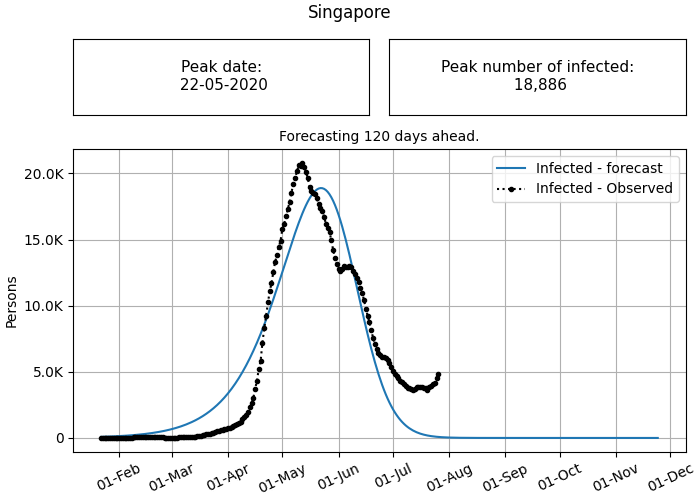 Singapore
Peak date:
22-05-2020
Peak number of infected:
18,886
Forecasting 120 days ahead.
Infected - forecast
Infected - Observed
Persons
20.0K
15.0K
10.0K
5.0K
0
01-Feb 01-Mar 01-Apr 01-May 01-Jun 01-Jul 01-Aug 01-Sep 01-Oct 01-Nov 01-Dec